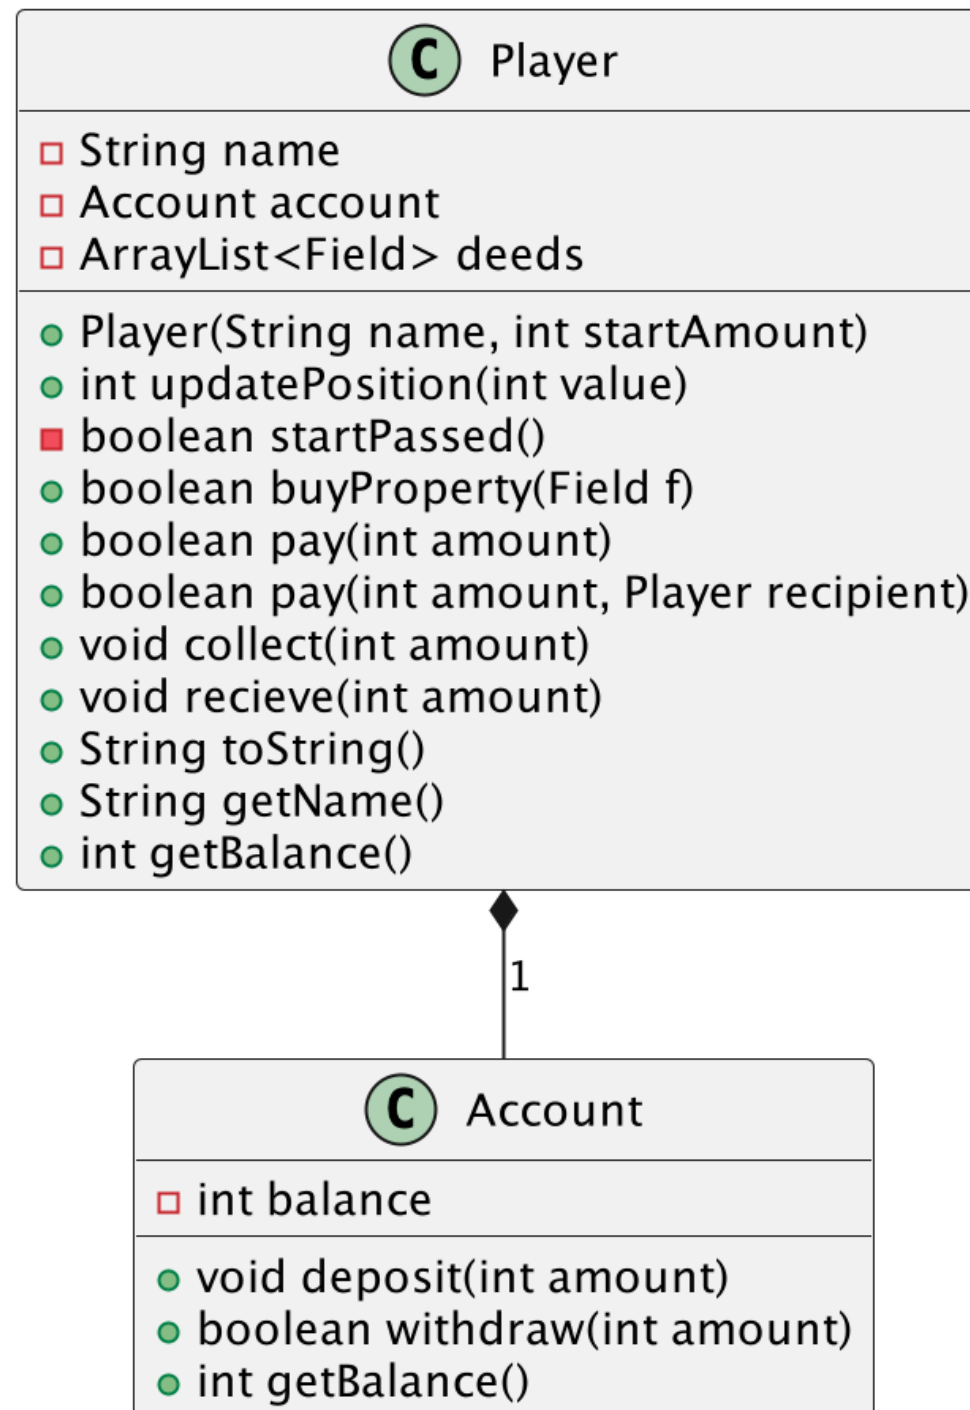 C Player
String name
Account account
ArrayList<Field> deeds
Player(String name, int startAmount)
int updatePosition(int value)
boolean startPassed()
boolean buyProperty(Field f)
boolean pay(int amount)
boolean pay(int amount, Player recipient)
void collect(int amount)
void recieve(int amount)
String toString()
String getName()
int getBalance()
1
C Account
int balance
void deposit(int amount)
boolean withdraw(int amount)
int getBalance()